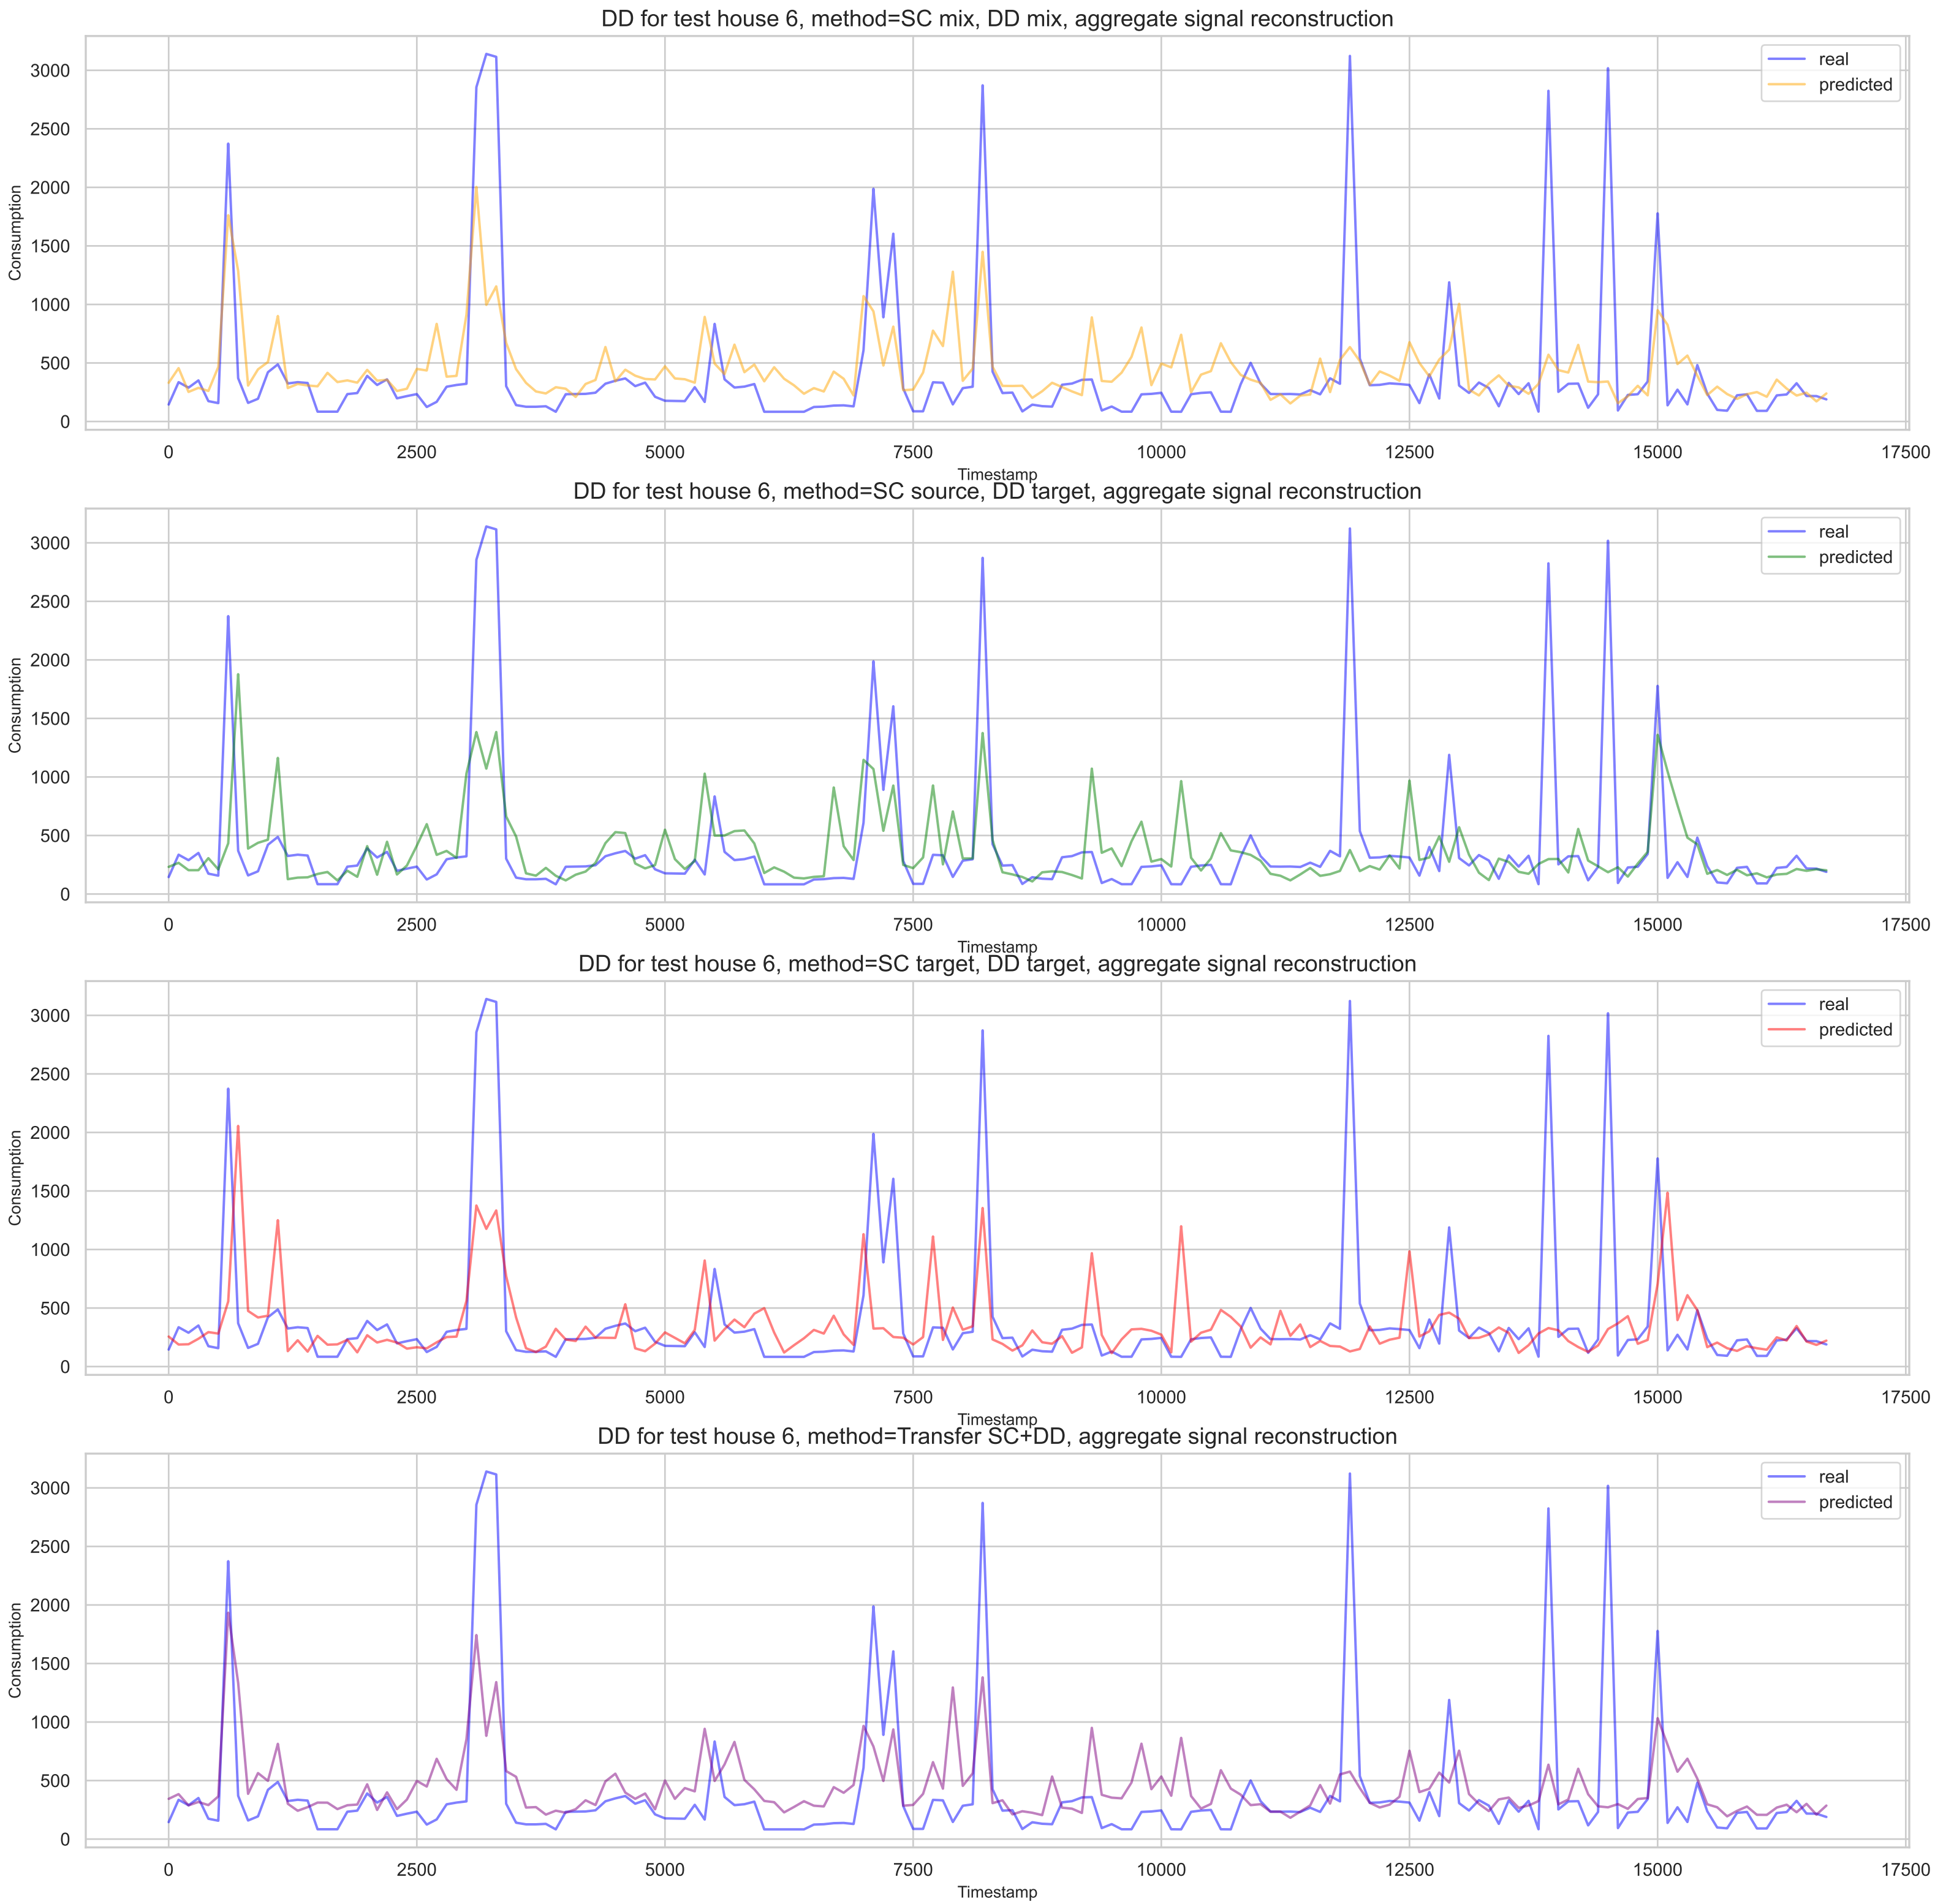 DD for test house 6, method=SC mix, DD mix, aggregate signal reconstruction
real
predicted
3000
2500
2000
1500
1000
500
0
Consumption
0 2500 5000 7500 10000 12500 15000 17500
Timestamp
DD for test house 6, method=SC source, DD target, aggregate signal reconstruction
real
predicted
3000
2500
2000
1500
1000
500
0
Consumption
0 2500 5000 7500 10000 12500 15000 17500
Timestamp
DD for test house 6, method=SC target, DD target, aggregate signal reconstruction
real
predicted
3000
2500
2000
1500
1000
500
0
Consumption
0 2500 5000 7500 10000 12500 15000 17500
Timestamp
DD for test house 6, method=Transfer SC+DD, aggregate signal reconstruction
real
predicted
3000
2500
2000
1500
1000
500
0
Consumption
0 2500 5000 7500 10000 12500 15000 17500
Timestamp